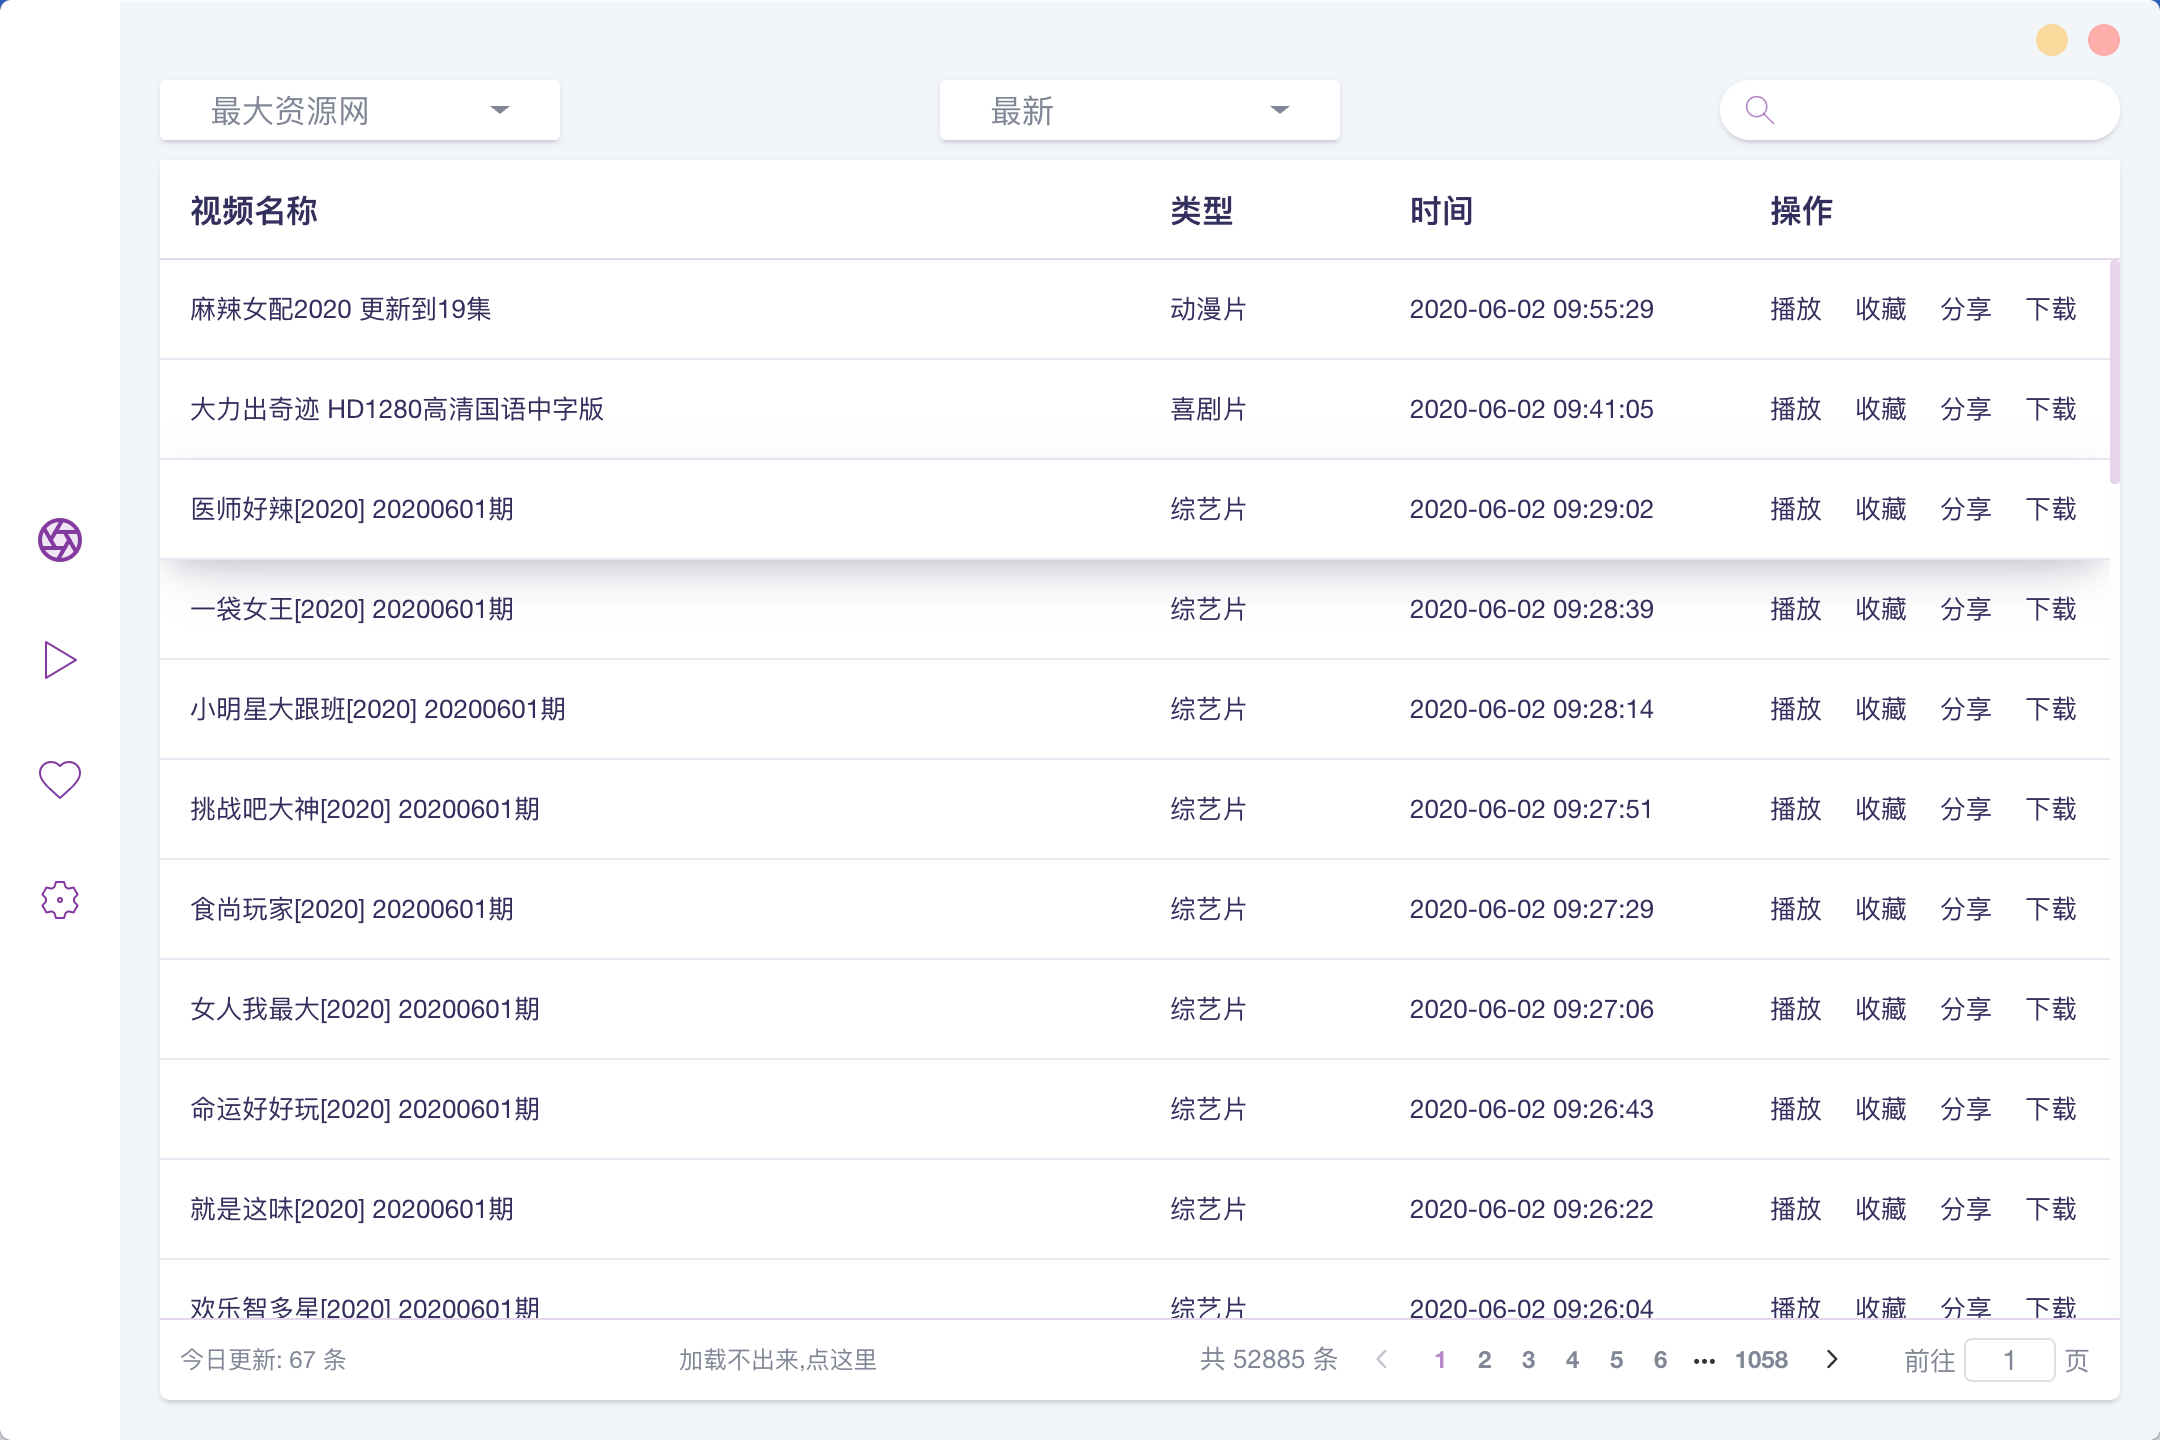 最大资源网 最新
视频名称 类型 时间 操作
麻辣女配2020 更新到19集 动漫片 2020-06-02 09:55:29 播放 收藏 分享 下载
大力出奇迹 HD1280高清国语中字版 喜剧片 2020-06-02 09:41:05 播放 收藏 分享 下载
医师好辣[2020] 20200601期 综艺片 2020-06-02 09:29:02 播放 收藏 分享 下载
一袋女王[2020] 20200601期 综艺片 2020-06-02 09:28:39 播放 收藏 分享 下载
小明星大跟班[2020] 20200601期 综艺片 2020-06-02 09:28:14 播放 收藏 分享 下载
挑战吧大神[2020] 20200601期 综艺片 2020-06-02 09:27:51 播放 收藏 分享 下载
食尚玩家[2020] 20200601期 综艺片 2020-06-02 09:27:29 播放 收藏 分享 下载
女人我最大[2020] 20200601期 综艺片 2020-06-02 09:27:06 播放 收藏 分享 下载
命运好好玩[2020] 20200601期 综艺片 2020-06-02 09:26:43 播放 收藏 分享 下载
就是这味[2020] 20200601期 综艺片 2020-06-02 09:26:22 播放 收藏 分享 下载
欢乐智多星[2020] 20200601期 综艺片 2020-06-02 09:26:04 播放 收藏 分享 下载
今日更新: 67 条 加载不出来,点这里 共 52885 条 1 2 3 4 5 6 ••• 1058 前往 1 页